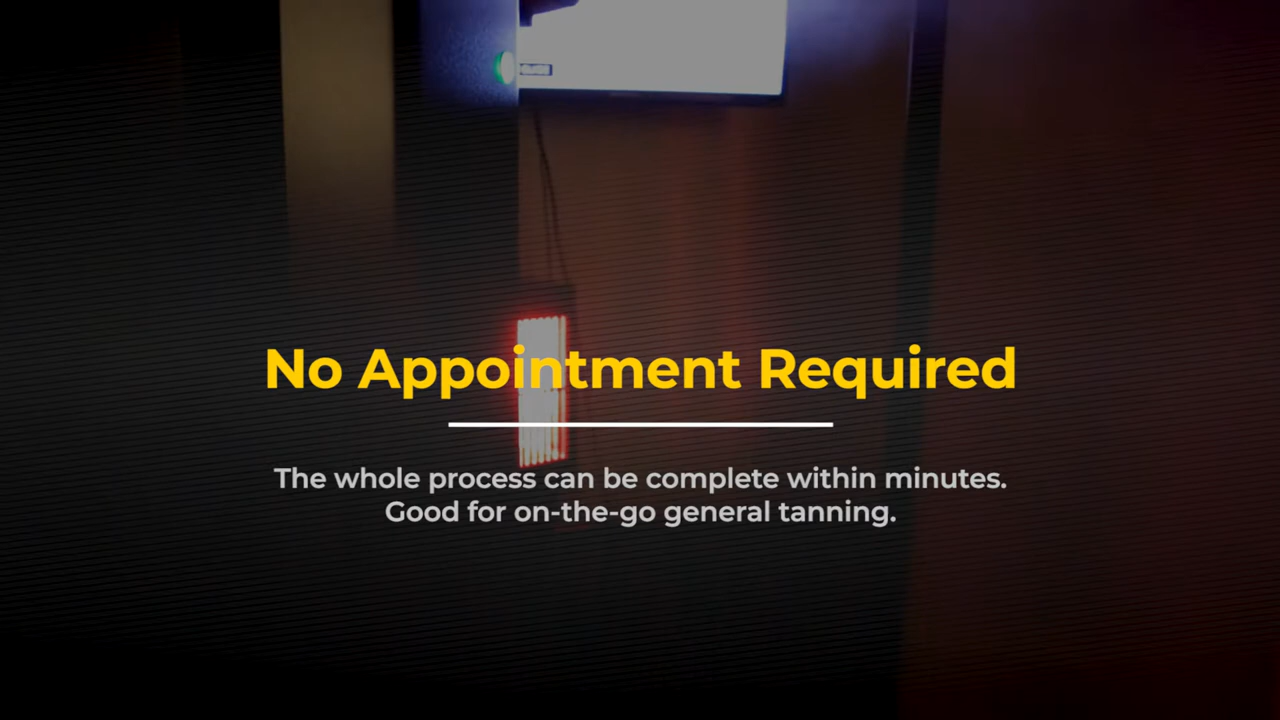 No Appointment Required
The whole process can be complete within minutes.
Good for on-the-go general tanning.